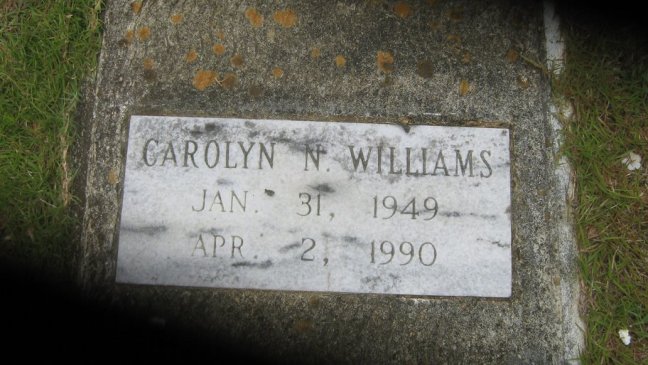 CAROLYN N. WILLIAMS
JAN. 31, 1949
APR. 2, 1990